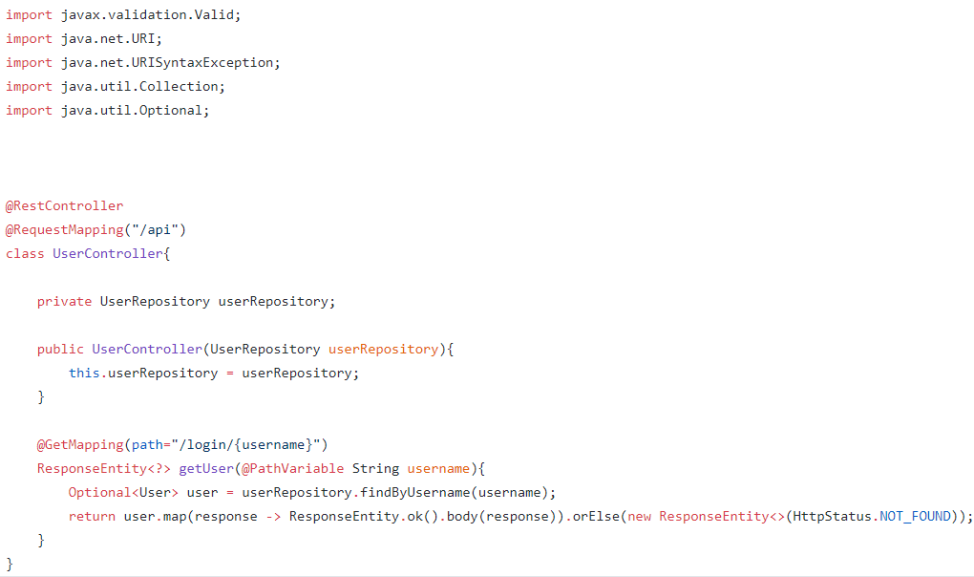 import javax.validation.Valid;
import java.net.URI;
import java.net.URISyntaxException;
import java.util.Collection;
import java.util.Optional;
@RestController
@RequestMapping("/api")
class UserController{
    private UserRepository userRepository;
    public UserController(UserRepository userRepository){
        this.userRepository = userRepository;
    }
    @GetMapping(path="/login/{username}")
    ResponseEntity<?> getUser(@PathVariable String username){
        Optional<User> user = userRepository.findByUsername(username);
        return user.map(response -> ResponseEntity.ok().body(response)).orElse(new ResponseEntity<>(HttpStatus.NOT_FOUND));
    }
}